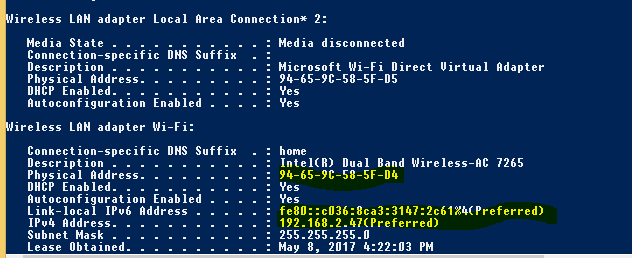 Wireless LAN adapter Local Area Connection* 2:
Media State . . . . . . . . . . . : Media disconnected
Connection-specific DNS Suffix  . :
Description . . . . . . . . . . . : Microsoft Wi-Fi Direct Virtual Adapter
Physical Address. . . . . . . . . : 94-65-9C-58-5F-D5
DHCP Enabled. . . . . . . . . . . : Yes
Autoconfiguration Enabled . . . . : Yes
Wireless LAN adapter Wi-Fi:
Connection-specific DNS Suffix  . : home
Description . . . . . . . . . . . : Intel(R) Dual Band Wireless-AC 7265
Physical Address. . . . . . . . . : 94-65-9C-58-5F-D4
DHCP Enabled. . . . . . . . . . . : Yes
Autoconfiguration Enabled . . . . : Yes
Link-local IPv6 Address . . . . . : fe80::c036:8ca3:3147:2c61%4(Preferred)
IPv4 Address. . . . . . . . . . . : 192.168.2.47(Preferred)
Subnet Mask . . . . . . . . . . . : 255.255.255.0
Lease Obtained. . . . . . . . . . : May 8, 2017 4:22:03 PM